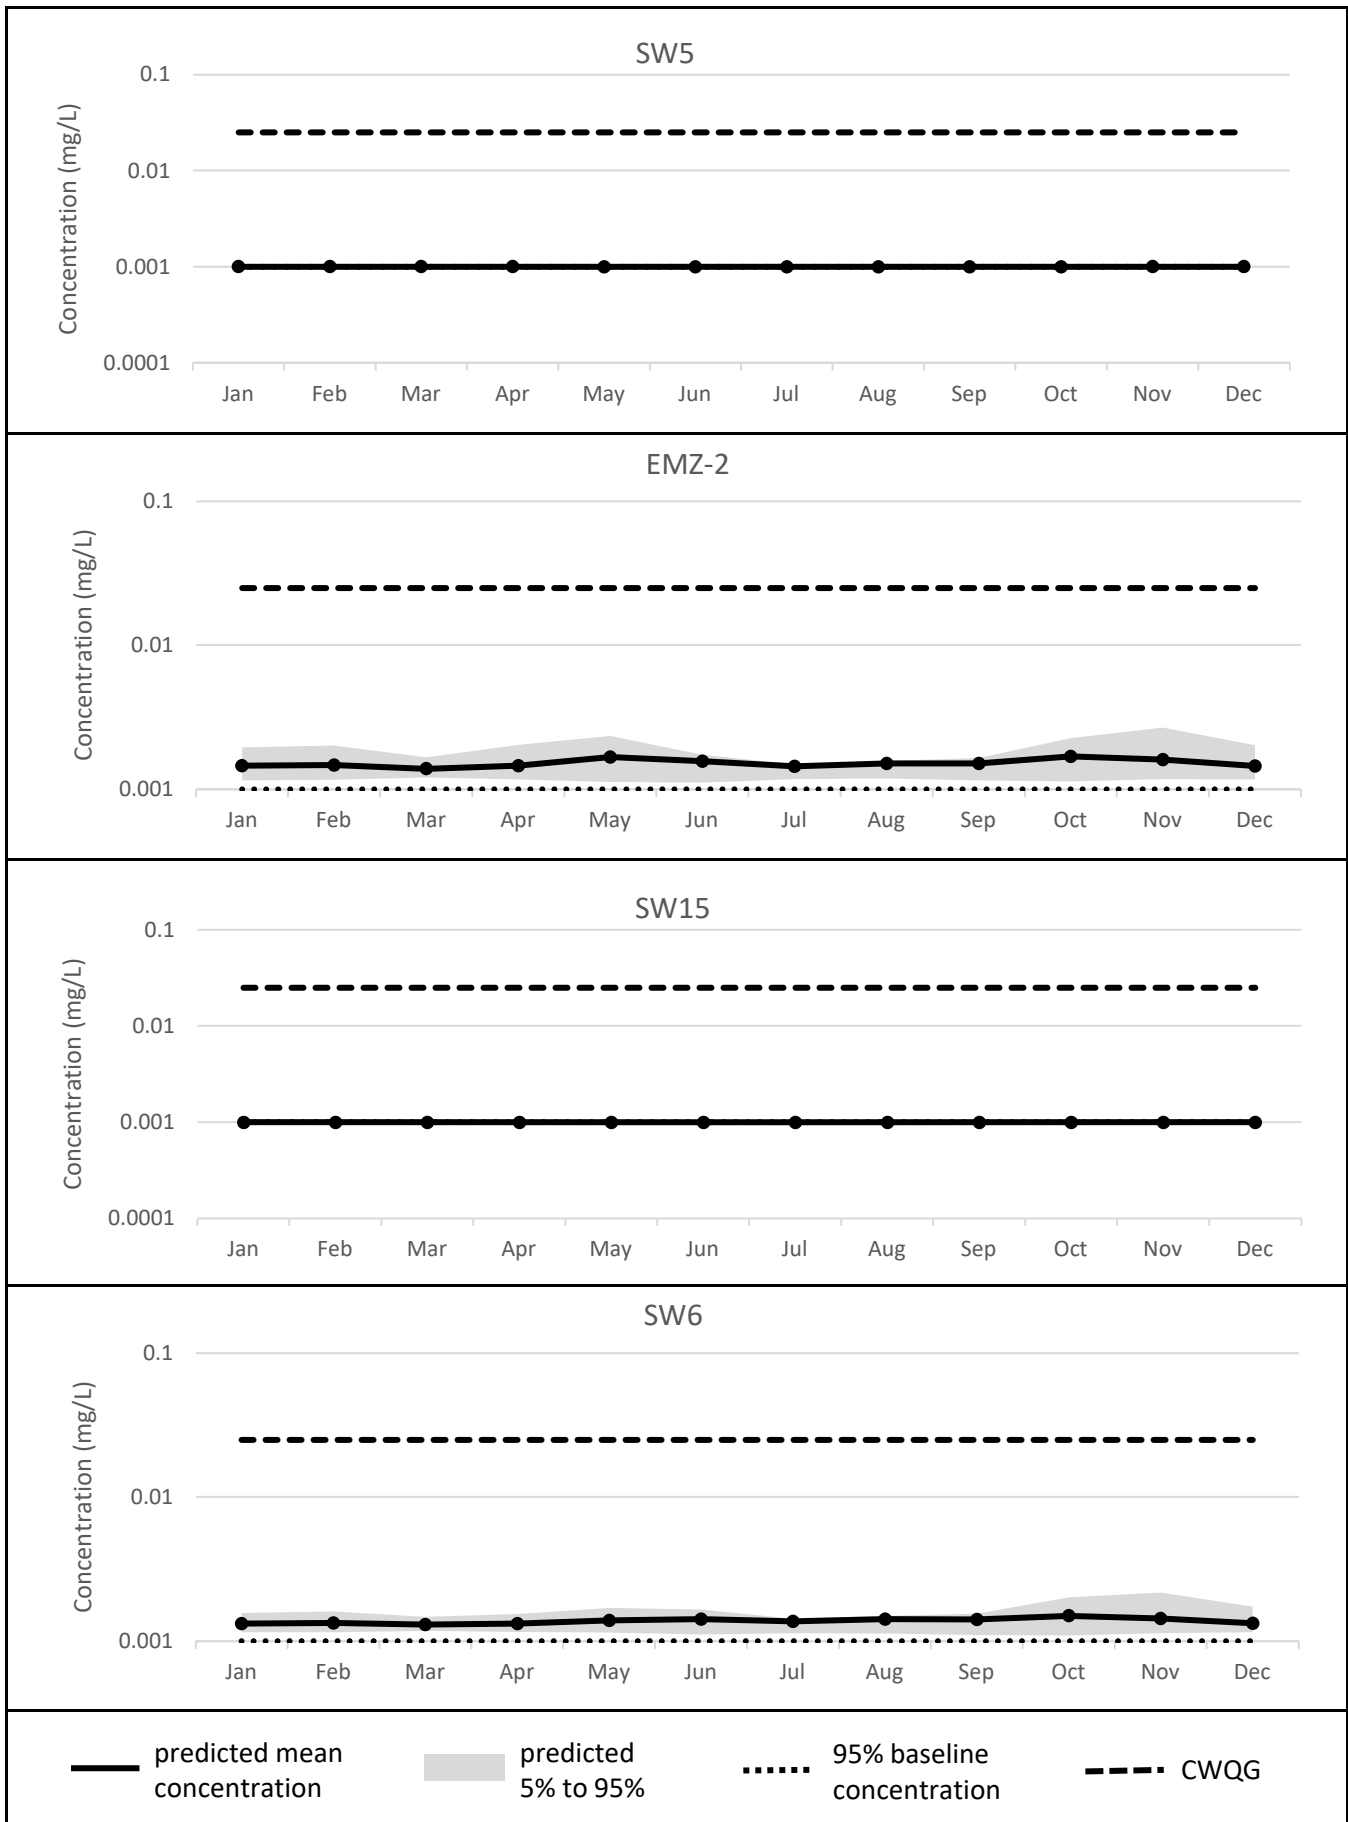 SW5
0.1
0.01
0.001
0.0001
Concentration (mg/L)
Jan Feb Mar Apr May Jun Jul Aug Sep Oct Nov Dec
EMZ-2
0.1
0.01
0.001
Concentration (mg/L)
Jan Feb Mar Apr May Jun Jul Aug Sep Oct Nov Dec
SW15
0.1
0.01
0.001
0.0001
Concentration (mg/L)
Jan Feb Mar Apr May Jun Jul Aug Sep Oct Nov Dec
SW6
0.1
0.01
0.001
Concentration (mg/L)
Jan Feb Mar Apr May Jun Jul Aug Sep Oct Nov Dec
predicted mean
concentration
predicted
5% to 95%
95% baseline
concentration
CWQG